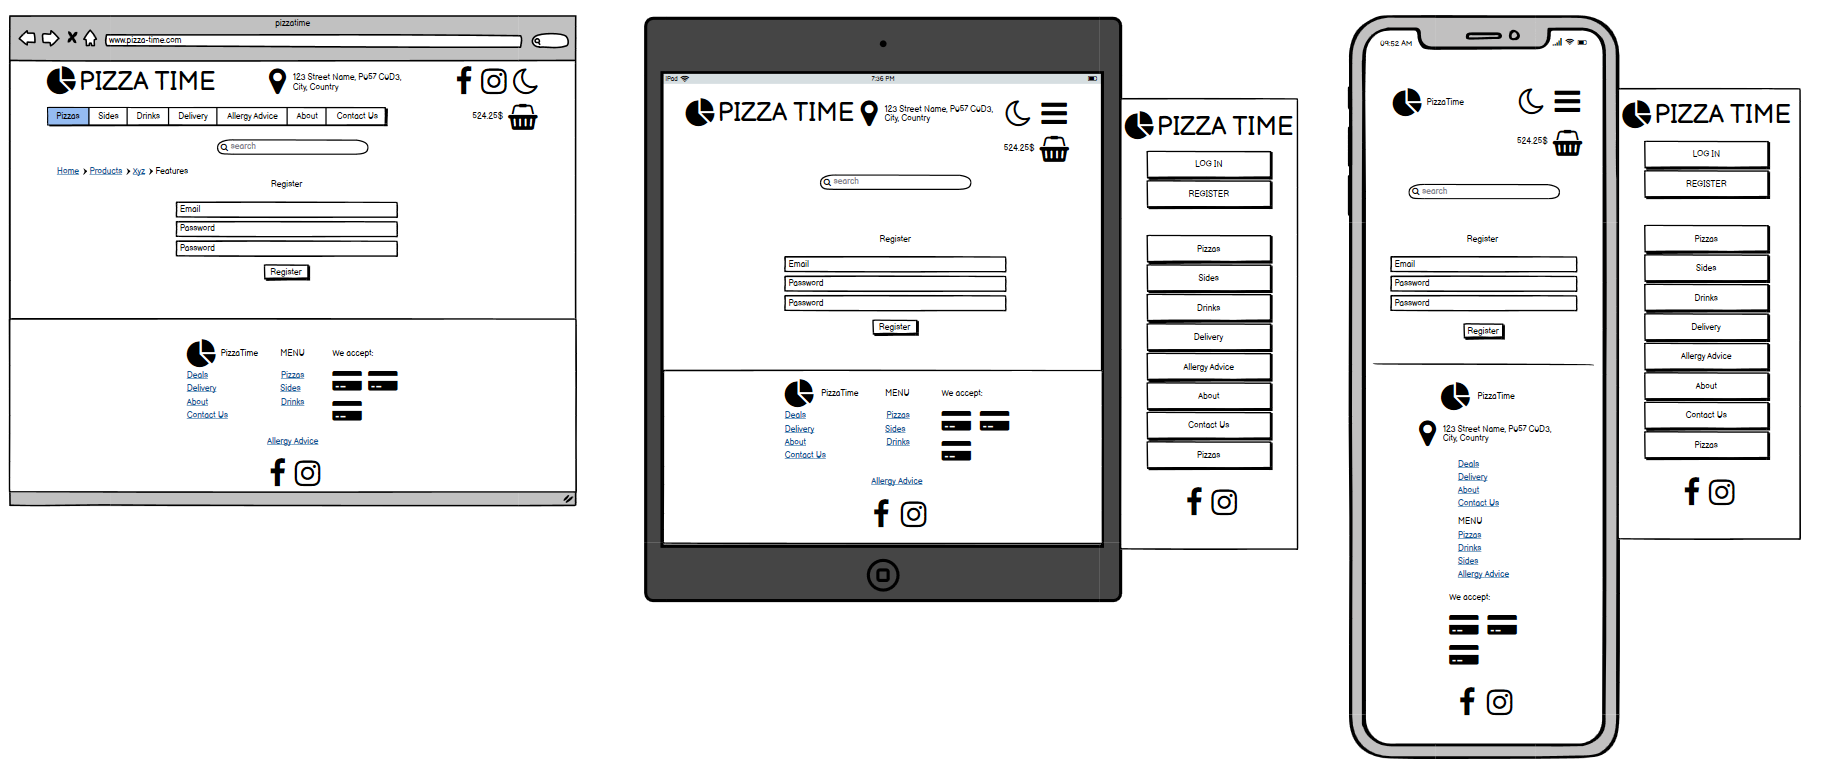 pizzatime
www.pizza-time.com
PIZZA TIME
123 Street Name, Pu57 CuD3,
City, Country
Pizzas Sides Drinks Delivery Allergy Advice About Contact Us
524.25$
search
Home Products Xyz Features
Register
Email
Password
Password
Register
PizzaTime MENU We accept:
Deals Pizzas
Delivery Sides
About Drinks
Contact Us
Allergy Advice
iPad 7:36 PM
PIZZA TIME
123 Street Name, Pu57 CuD3,
City, Country
524.25$
search
Register
Email
Password
Password
Register
PizzaTime MENU We accept:
Deals Pizzas
Delivery Sides
About Drinks
Contact Us
Allergy Advice
PIZZA TIME
LOG IN
REGISTER
Pizzas
Sides
Drinks
Delivery
Allergy Advice
About
Contact Us
Pizzas
09:52 AM
PizzaTime
524.25$
search
Register
Email
Password
Password
Register
PizzaTime
123 Street Name, Pu57 CuD3,
City, Country
Deals
Delivery
About
Contact Us
MENU
Pizzas
Drinks
Sides
Allergy Advice
We accept:
PIZZA TIME
LOG IN
REGISTER
Pizzas
Sides
Drinks
Delivery
Allergy Advice
About
Contact Us
Pizzas